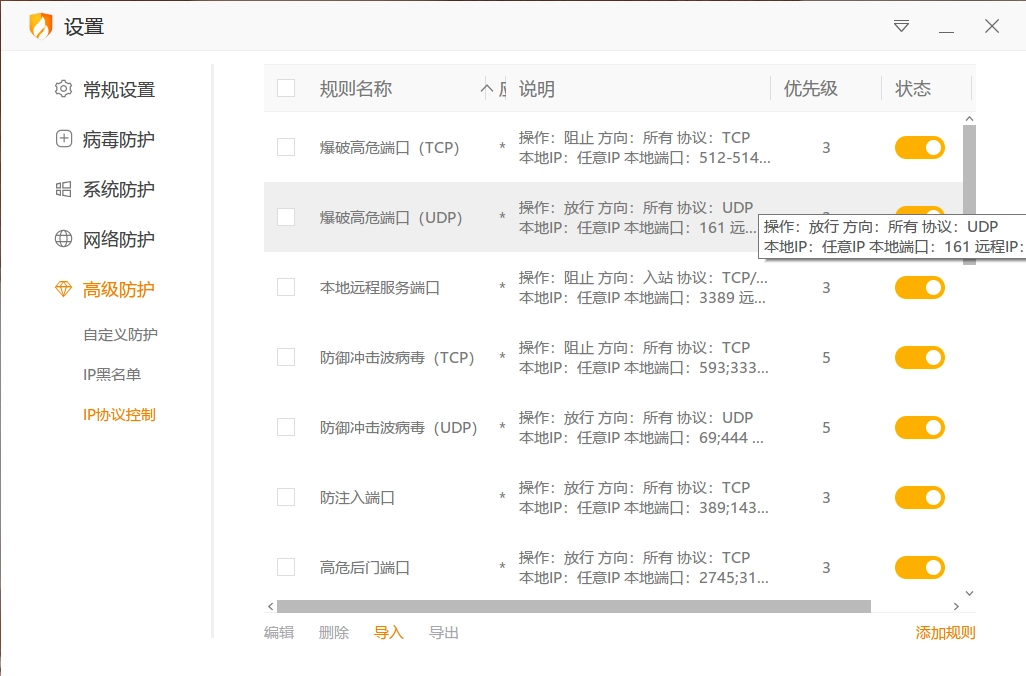 设置
常规设置
病毒防护
系统防护
网络防护
高级防护
自定义防护
IP黑名单
IP协议控制
规则名称 说明 优先级 状态
爆破高危端口（TCP） * 操作：阻止 方向：所有 协议：TCP
本地IP：任意IP 本地端口：512-514... 3
爆破高危端口（UDP） * 操作：放行 方向：所有 协议：UDP
本地IP：任意IP 本地端口：161 远...
操作：放行 方向：所有 协议：UDP
本地IP：任意IP 本地端口：161 远程IP：
本地远程服务端口 * 操作：阻止 方向：入站 协议：TCP/...
本地IP：任意IP 本地端口：3389 远... 3
防御冲击波病毒（TCP） * 操作：阻止 方向：所有 协议：TCP
本地IP：任意IP 本地端口：593;333... 5
防御冲击波病毒（UDP） * 操作：放行 方向：所有 协议：UDP
本地IP：任意IP 本地端口：69;444 ... 5
防注入端口 * 操作：放行 方向：所有 协议：TCP
本地IP：任意IP 本地端口：389;143... 3
高危后门端口 * 操作：放行 方向：所有 协议：TCP
本地IP：任意IP 本地端口：2745;31... 3
编辑 删除 导入 导出 添加规则